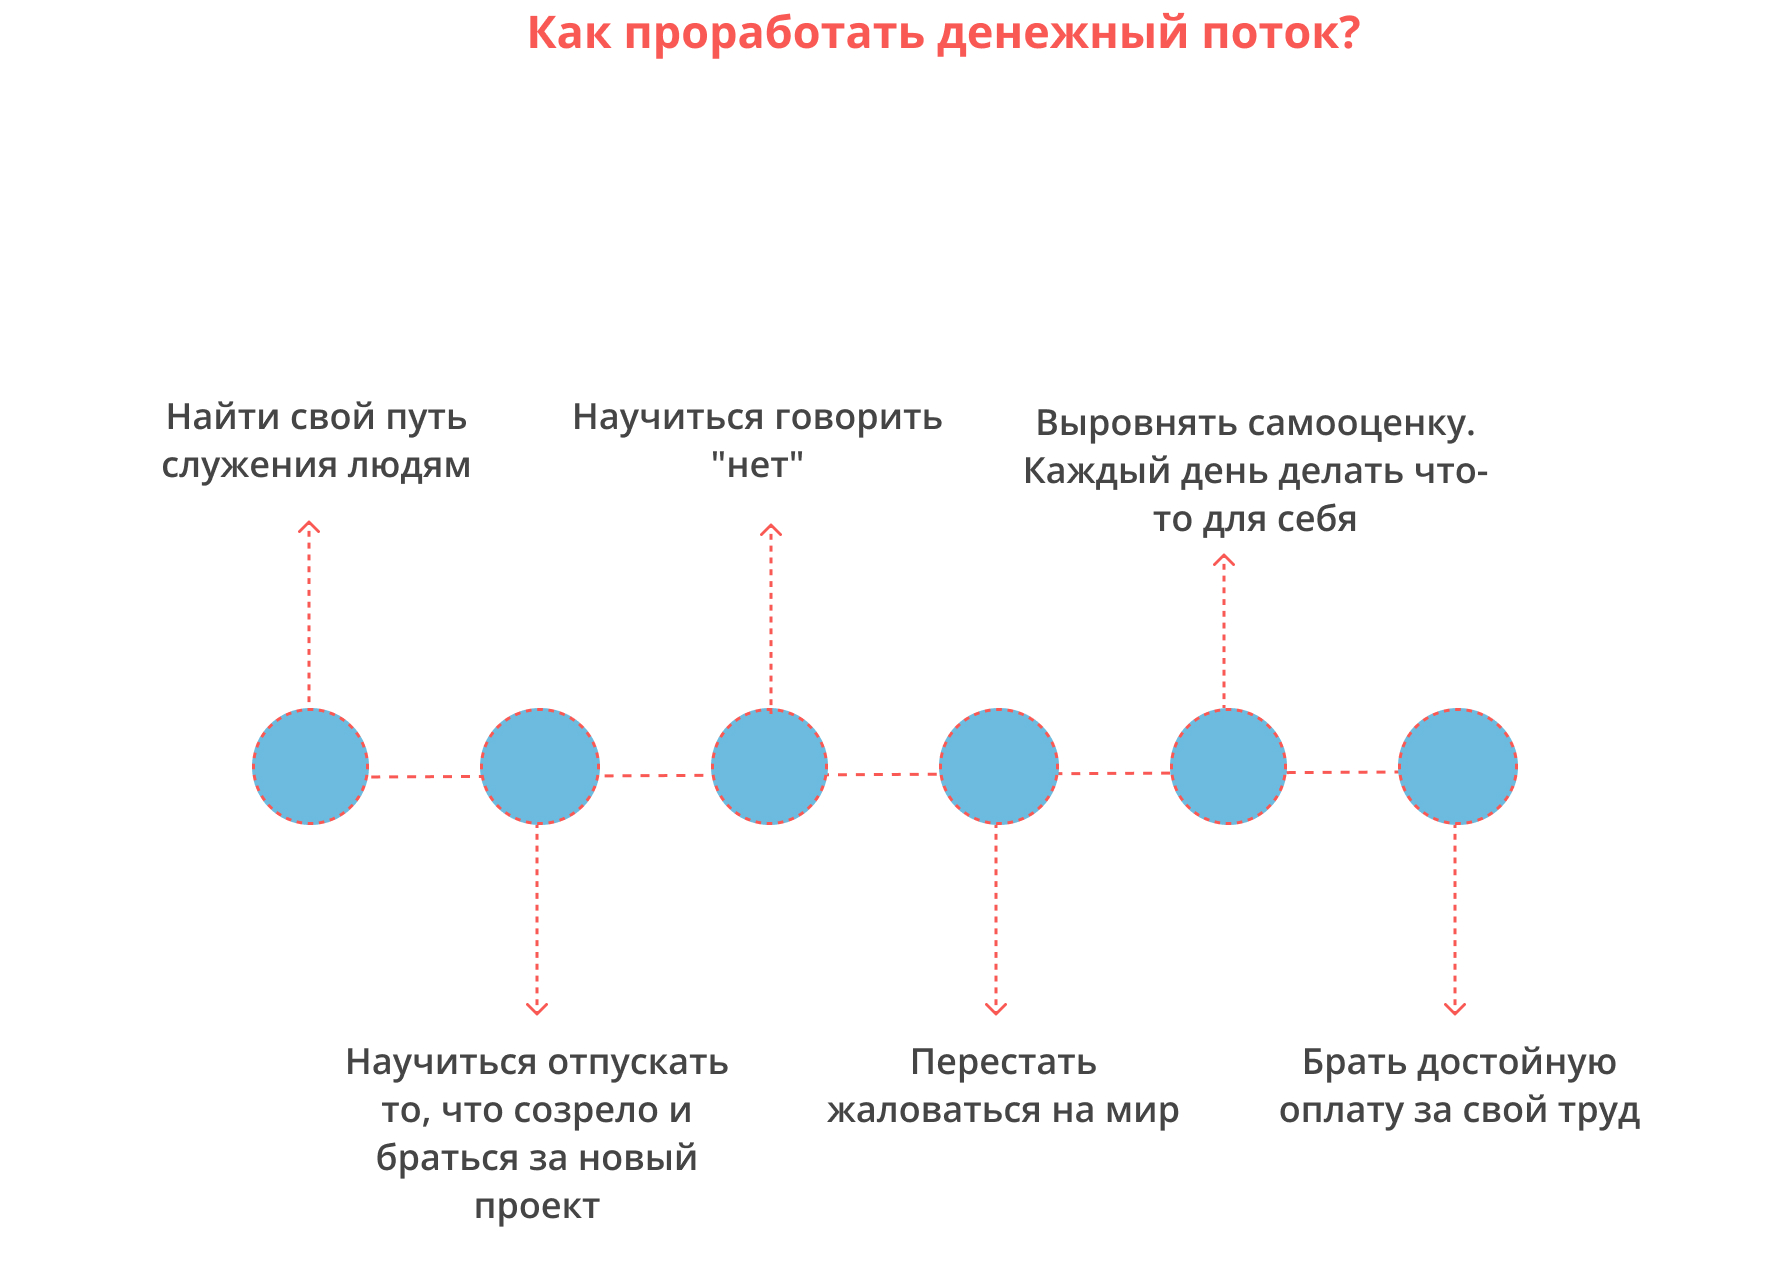 Как проработать денежный поток?
Найти свой путь
служения людям
Научиться говорить
"нет"
Выровнять самооценку.
Каждый день делать что-
то для себя
Научиться отпускать
то, что созрело и
браться за новый
проект
Перестать
жаловаться на мир
Брать достойную
оплату за свой труд